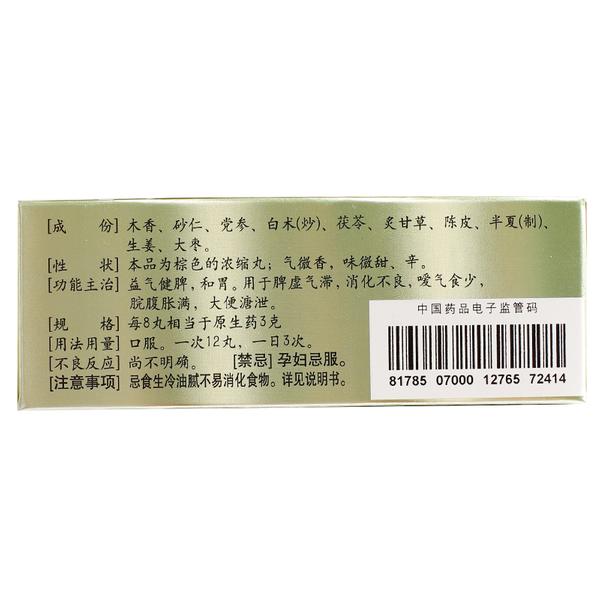 [成 份] 木香、砂仁、党参、白术(炒)、茯苓、炙甘草、陈皮、半夏(制)、
生姜、大枣。
[性 状] 本品为棕色的浓缩丸；气微香，味微甜、辛。
[功能主治] 益气健脾，和胃。用于脾虚气滞，消化不良，嗳气食少，
脘腹胀满，大便溏泄。
[规 格] 每8丸相当于原生药3克
[用法用量] 口服。一次12丸，一日3次。
[不良反应] 尚不明确。 [禁忌] 孕妇忌服。
[注意事项] 忌食生冷油腻不易消化食物。详见说明书。
中国药品电子监管码
81785 07000 12765 72414